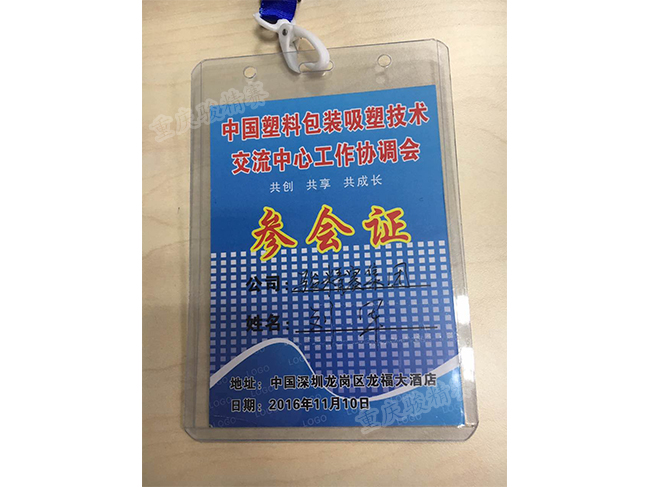 中国塑料包装吸塑技术
交流中心工作协调会
共创 共享 共成长
参会证
公司:
姓名:
地址: 中国深圳龙岗区龙福大酒店
日期: 2016年11月10日
LOGO
LOGO